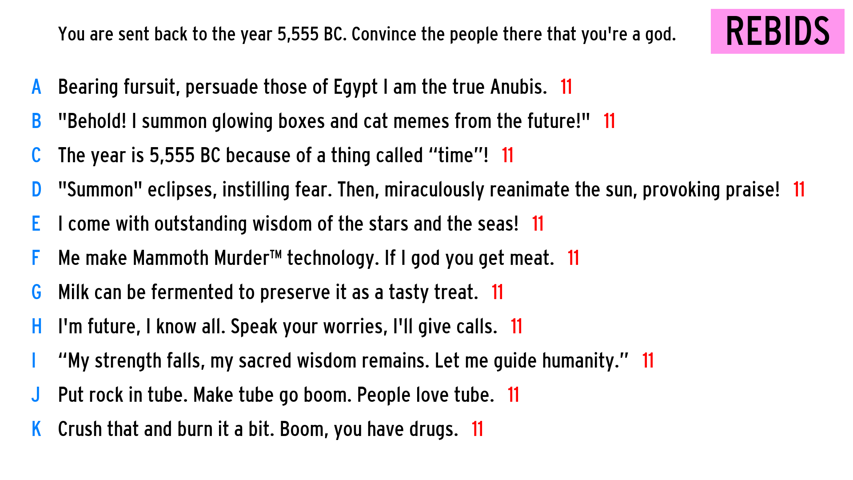 You are sent back to the year 5,555 BC. Convince the people there that you're a god.
REBIDS
A Bearing fursuit, persuade those of Egypt I am the true Anubis. 11
B "Behold! I summon glowing boxes and cat memes from the future!" 11
C The year is 5,555 BC because of a thing called “time”! 11
D "Summon" eclipses, instilling fear. Then, miraculously reanimate the sun, provoking praise! 11
E I come with outstanding wisdom of the stars and the seas! 11
F Me make Mammoth Murder™ technology. If I god you get meat. 11
G Milk can be fermented to preserve it as a tasty treat. 11
H I'm future, I know all. Speak your worries, I'll give calls. 11
I “My strength falls, my sacred wisdom remains. Let me guide humanity.” 11
J Put rock in tube. Make tube go boom. People love tube. 11
K Crush that and burn it a bit. Boom, you have drugs. 11